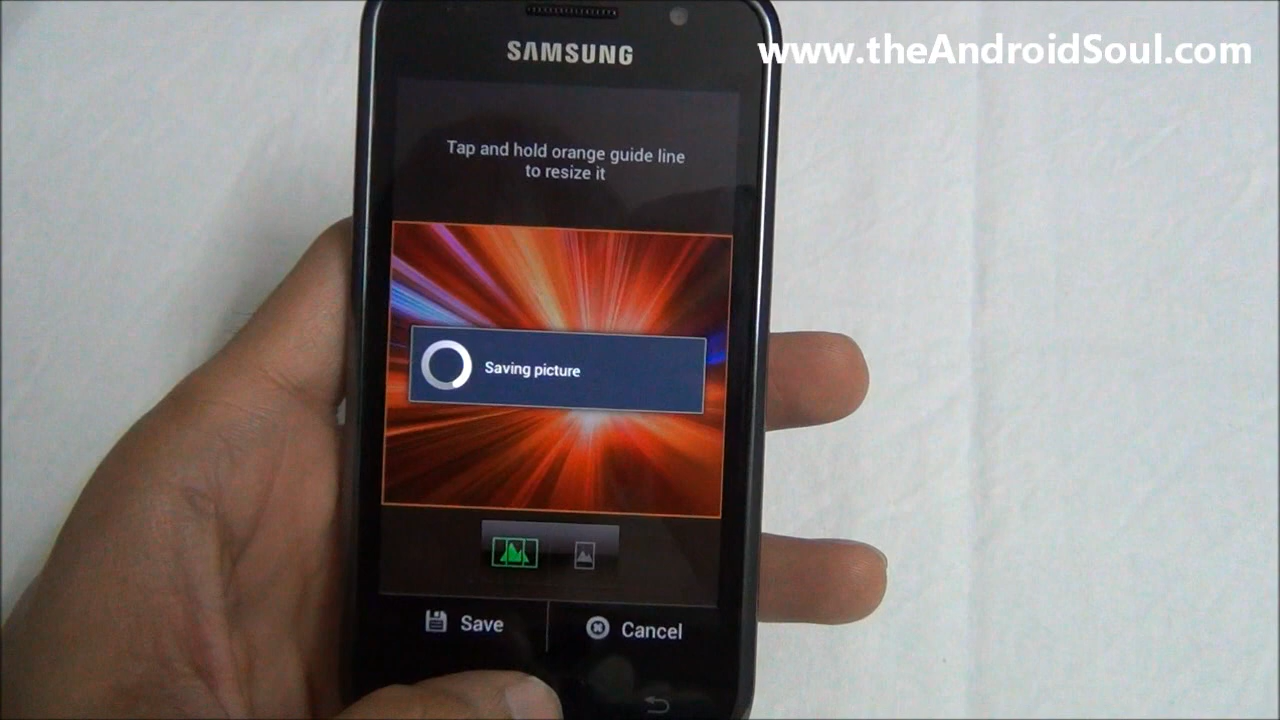 www.theAndroidSoul.com
SAMSUNG
Tap and hold orange guide line
to resize it
Saving picture
Save
Cancel